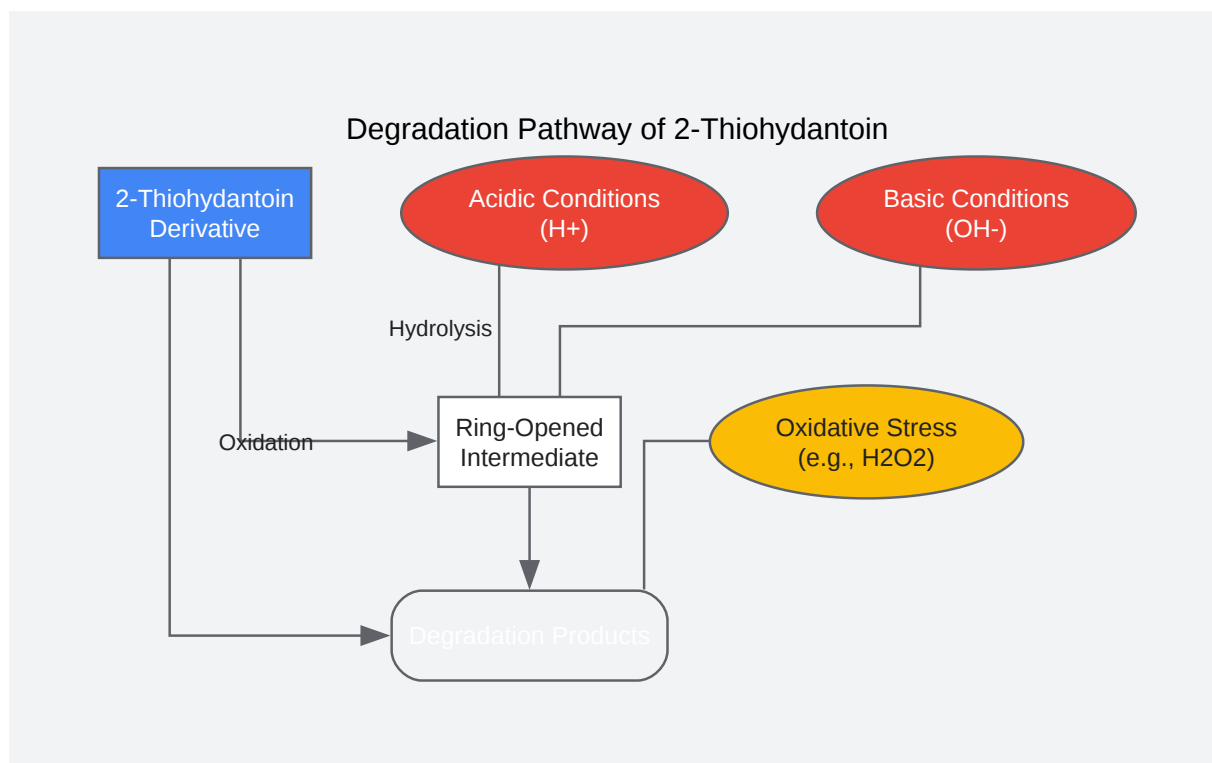 Degradation Pathway of 2-Thiohydantoin
2-Thiohydantoin
Derivative
Acidic Conditions
(H+)
Basic Conditions
(OH-)
Hydrolysis
Oxidation
Ring-Opened
Intermediate
Oxidative Stress
(e.g., H2O2)
Degradation Products